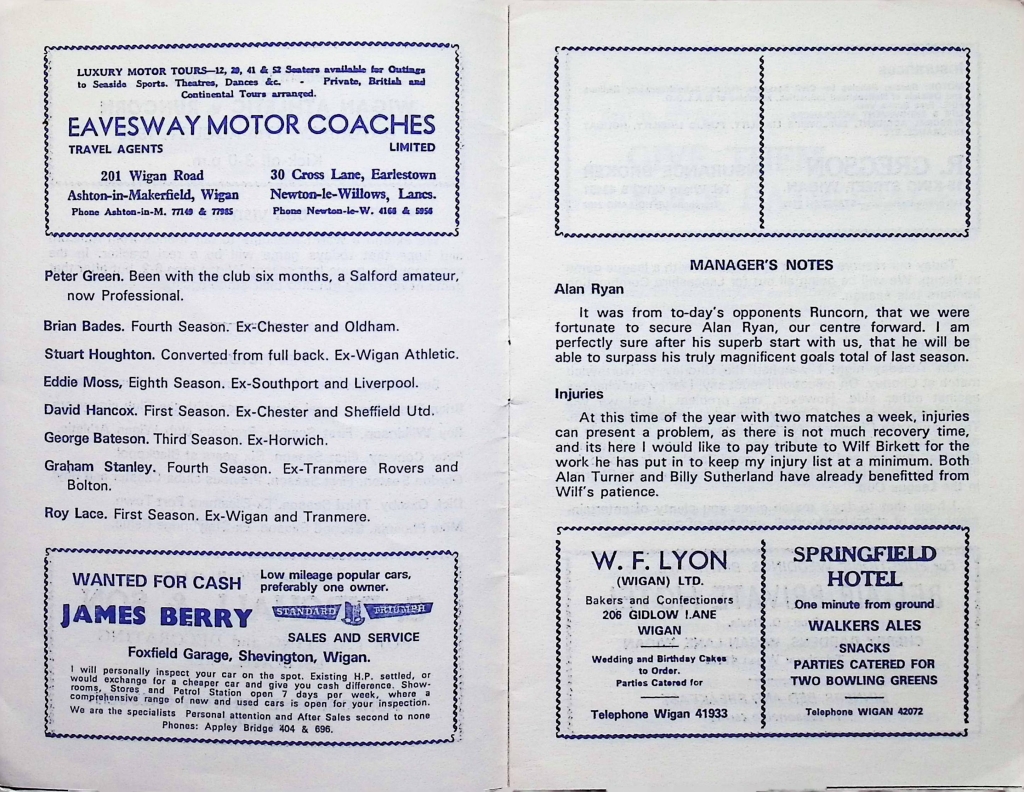 LUXURY MOTOR TOURS—12, 29, 41 & 52 Seaters available for Outings
to Seaside Sports. Theatres, Dances &c. - Private, British and
Continental Tours arranged.
EAVESWAY MOTOR COACHES
TRAVEL AGENTS LIMITED
201 Wigan Road 30 Cross Lane, Earlestown
Ashton-in-Makerfield, Wigan Newton-le-Willows, Lancs.
Phone Ashton-in-M. 77149 & 77985 Phone Newton-le-W. 4168 & 5958
Peter Green. Been with the club six months, a Salford amateur,
now Professional.
Brian Bades. Fourth Season. Ex-Chester and Oldham.
Stuart Houghton. Converted from full back. Ex-Wigan Athletic.
Eddie Moss, Eighth Season. Ex-Southport and Liverpool.
David Hancox. First Season. Ex-Chester and Sheffield Utd.
George Bateson. Third Season. Ex-Horwich.
Graham Stanley. Fourth Season. Ex-Tranmere Rovers and
Bolton.
Roy Lace. First Season. Ex-Wigan and Tranmere.
WANTED FOR CASH Low mileage popular cars,
preferably one owner.
JAMES BERRY STANDARD TRIUMPH
SALES AND SERVICE
Foxfield Garage, Shevington, Wigan.
I will personally inspect your car on the spot. Existing H.P. settled, or
would exchange for a cheaper car and give you cash difference. Show-
rooms, Stores and Petrol Station open 7 days per week, where a
comprehensive range of new and used cars is open for your inspection.
We are the specialists Personal attention and After Sales second to none
Phones: Appley Bridge 404 & 696.
MANAGER'S NOTES
Alan Ryan
It was from to-day's opponents Runcorn, that we were
fortunate to secure Alan Ryan, our centre forward. I am
perfectly sure after his superb start with us, that he will be
able to surpass his truly magnificent goals total of last season.
Injuries
At this time of the year with two matches a week, injuries
can present a problem, as there is not much recovery time,
and its here I would like to pay tribute to Wilf Birkett for the
work he has put in to keep my injury list at a minimum. Both
Alan Turner and Billy Sutherland have already benefitted from
Wilf's patience.
W. F. LYON
(WIGAN) LTD.
Bakers and Confectioners
206 GIDLOW LANE
WIGAN
Wedding and Birthday Cakes
to Order.
Parties Catered for
Telephone Wigan 41933
SPRINGFIELD
HOTEL
One minute from ground
WALKERS ALES
SNACKS
PARTIES CATERED FOR
TWO BOWLING GREENS
Telephone WIGAN 42072